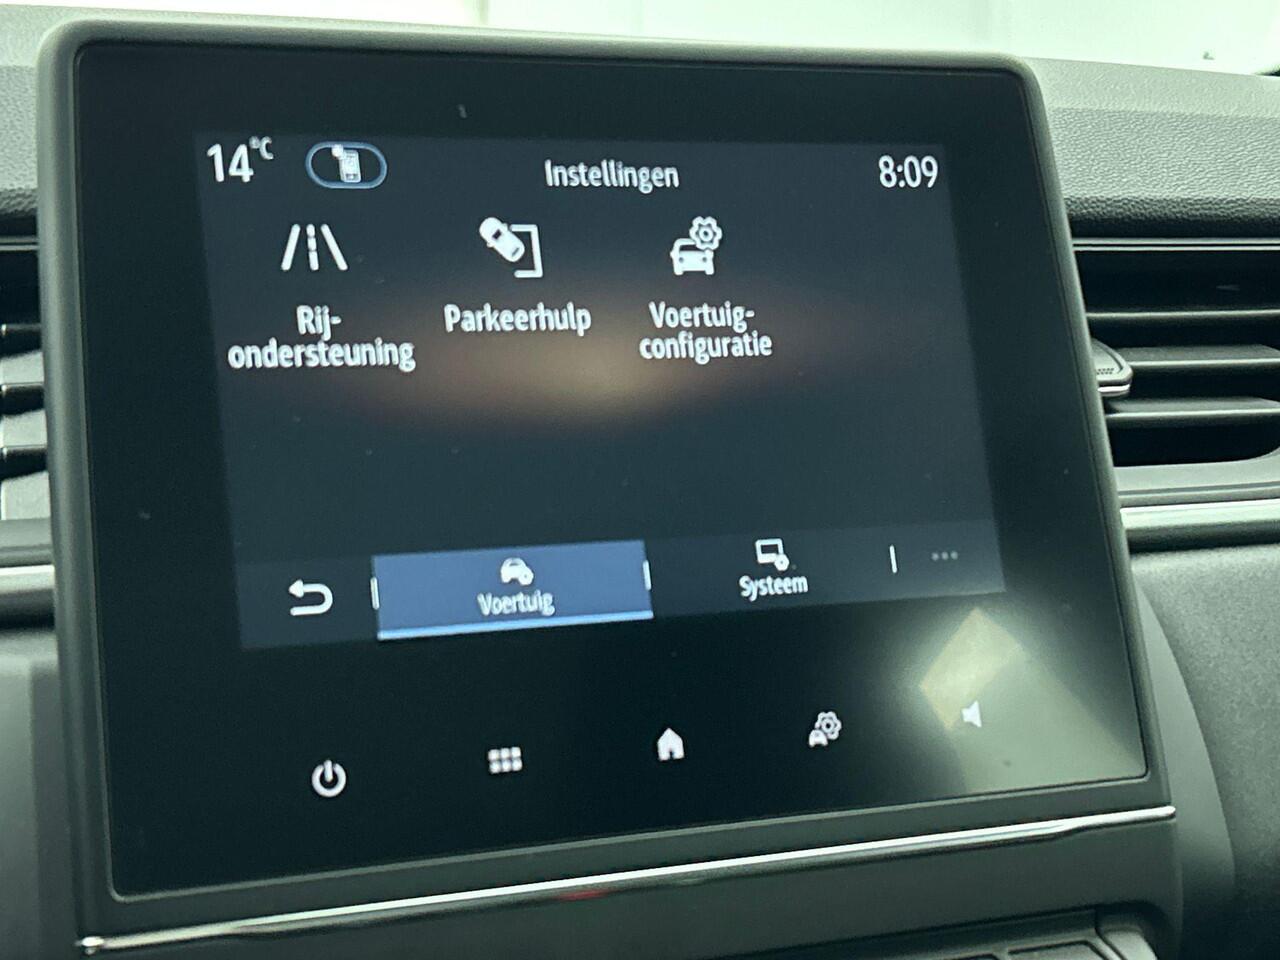 14°C
Instellingen
8:09
Rij-
ondersteuning
Parkeerhulp
Voertuig-
configuratie
Voertuig
Systeem